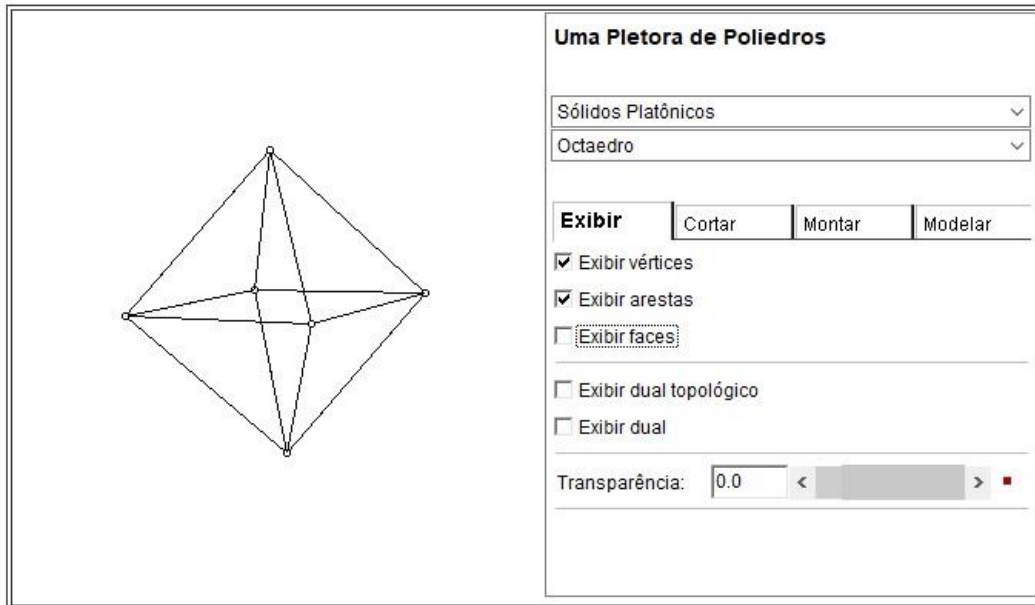 Uma Pletora de Poliedros
Sólidos Platônicos
Octaedro
Exibir Cortar Montar Modelar
Exibir vértices
Exibir arestas
Exibir faces
Exibir dual topológico
Exibir dual
Transparência: 0.0